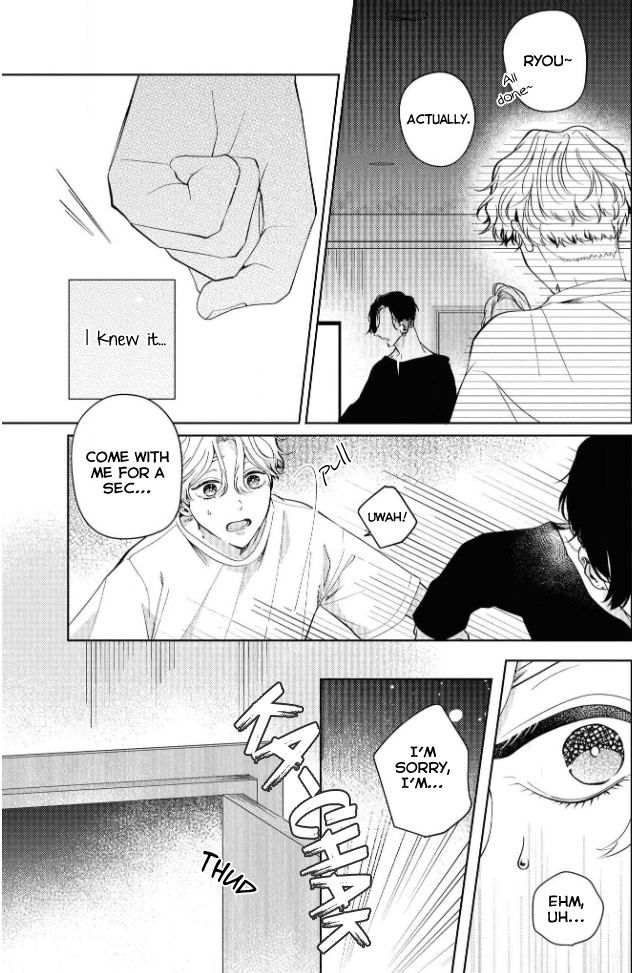 RYOU~
All
done~
ACTUALLY.
I knew it...
COME WITH
ME FOR A
SEC...
pull
UWAH!
EHM,
UH...
I'M
SORRY,
I'M...
KA-CHAK
THUD